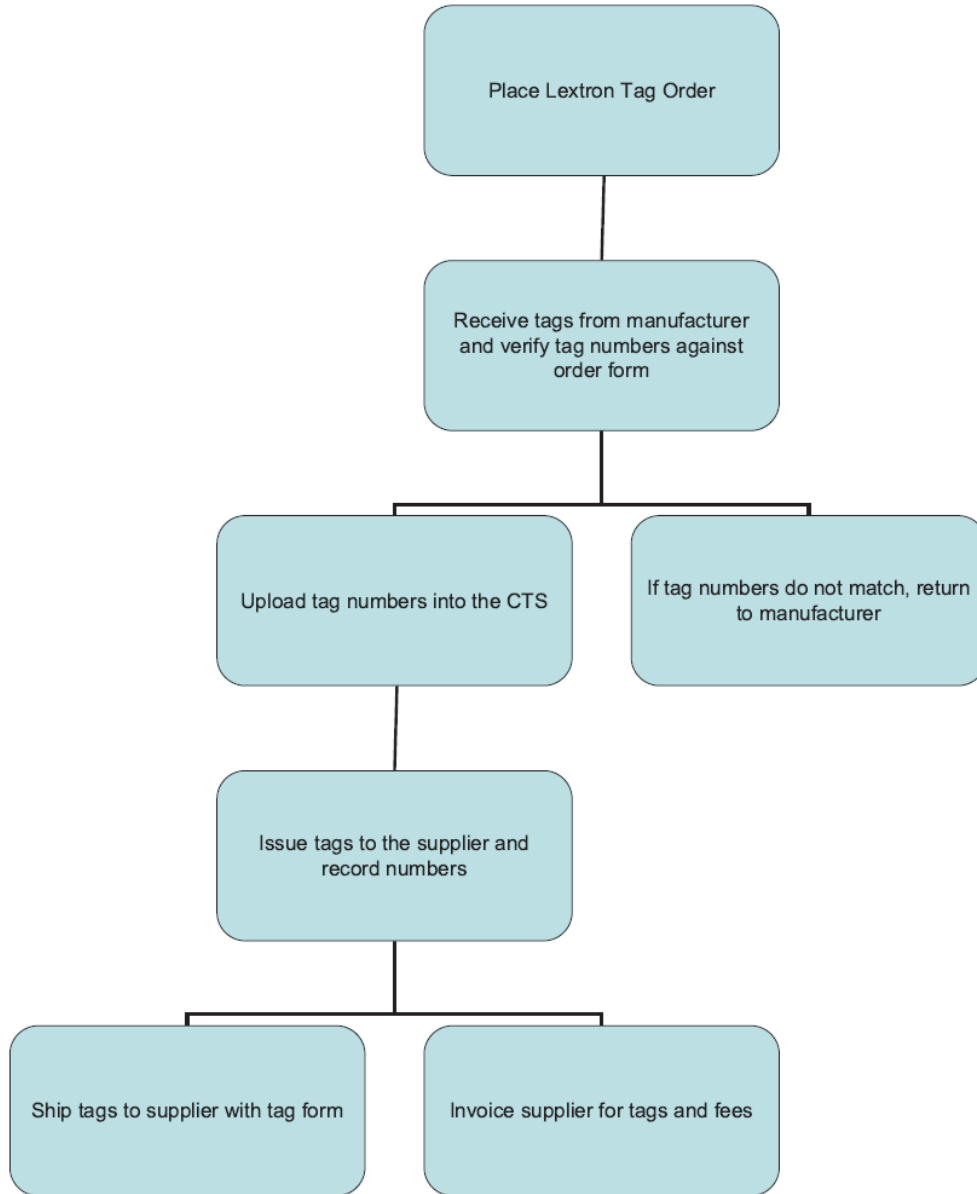 Place Lextron Tag Order
Receive tags from manufacturer
and verify tag numbers against
order form
Upload tag numbers into the CTS
If tag numbers do not match, return
to manufacturer
Issue tags to the supplier and
record numbers
Ship tags to supplier with tag form
Invoice supplier for tags and fees